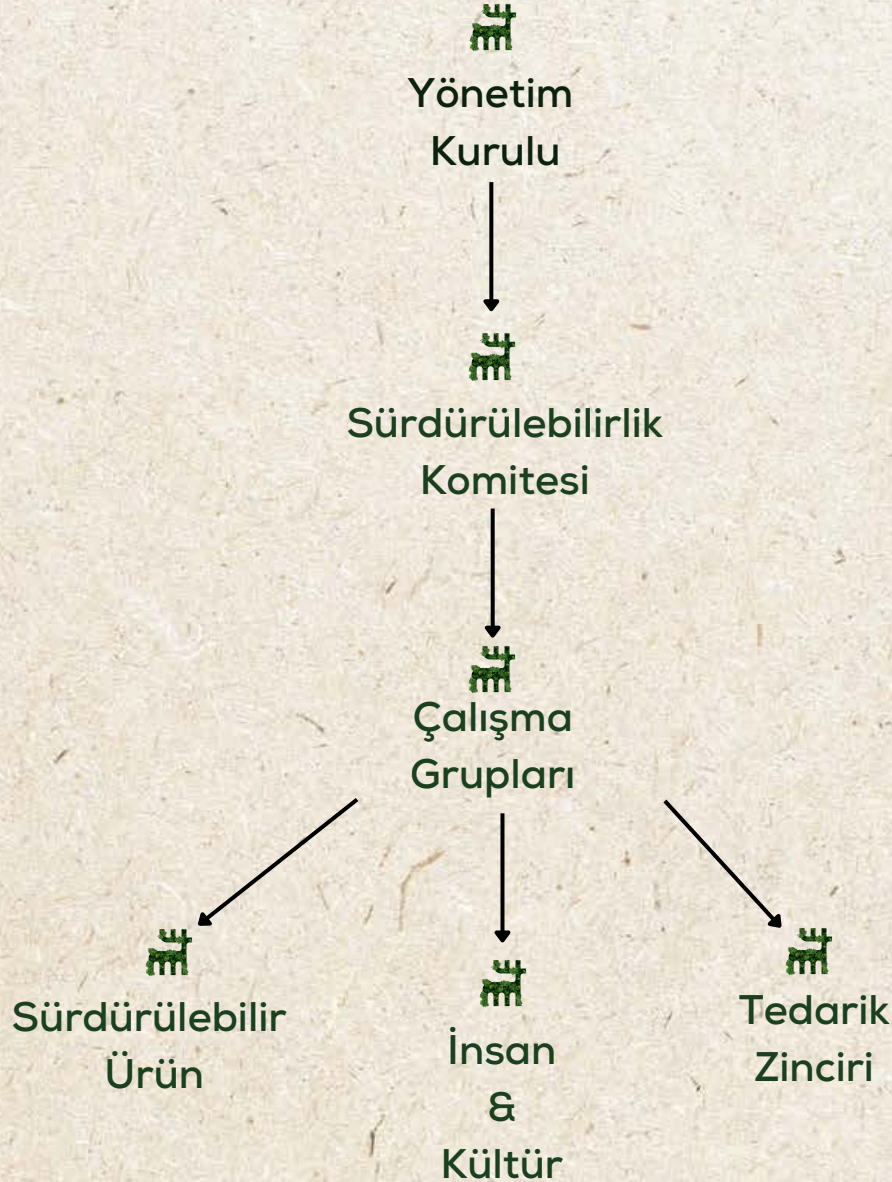 Yönetim
Kurulu
Sürdürülebilirlik
Komitesi
Çalışma
Grupları
Sürdürülebilir
Ürün
İnsan
&
Kültür
Tedarik
Zinciri